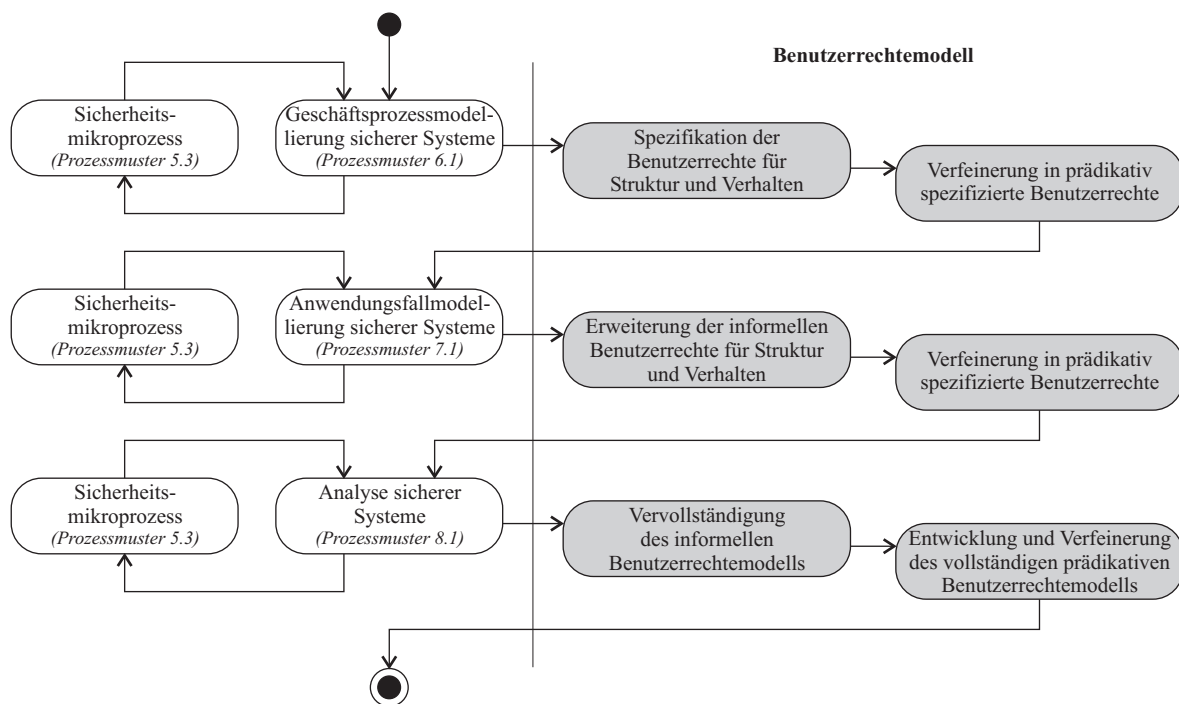 Benutzerrechtemodell
Sicherheits-
mikroprozess
(Prozessmuster 5.3)
Geschäftsprozessmodel-
lierung sicherer Systeme
(Prozessmuster 6.1)
Spezifikation der
Benutzerrechte für
Struktur und Verhalten
Verfeinerung in prädikativ
spezifizierte Benutzerrechte
Sicherheits-
mikroprozess
(Prozessmuster 5.3)
Anwendungsfallmodel-
lierung sicherer Systeme
(Prozessmuster 7.1)
Erweiterung der informellen
Benutzerrechte für Struktur
und Verhalten
Verfeinerung in prädikativ
spezifizierte Benutzerrechte
Sicherheits-
mikroprozess
(Prozessmuster 5.3)
Analyse sicherer
Systeme
(Prozessmuster 8.1)
Vervollständigung
des informellen
Benutzerrechtemodells
Entwicklung und Verfeinerung
des vollständigen prädikativen
Benutzerrechtemodells